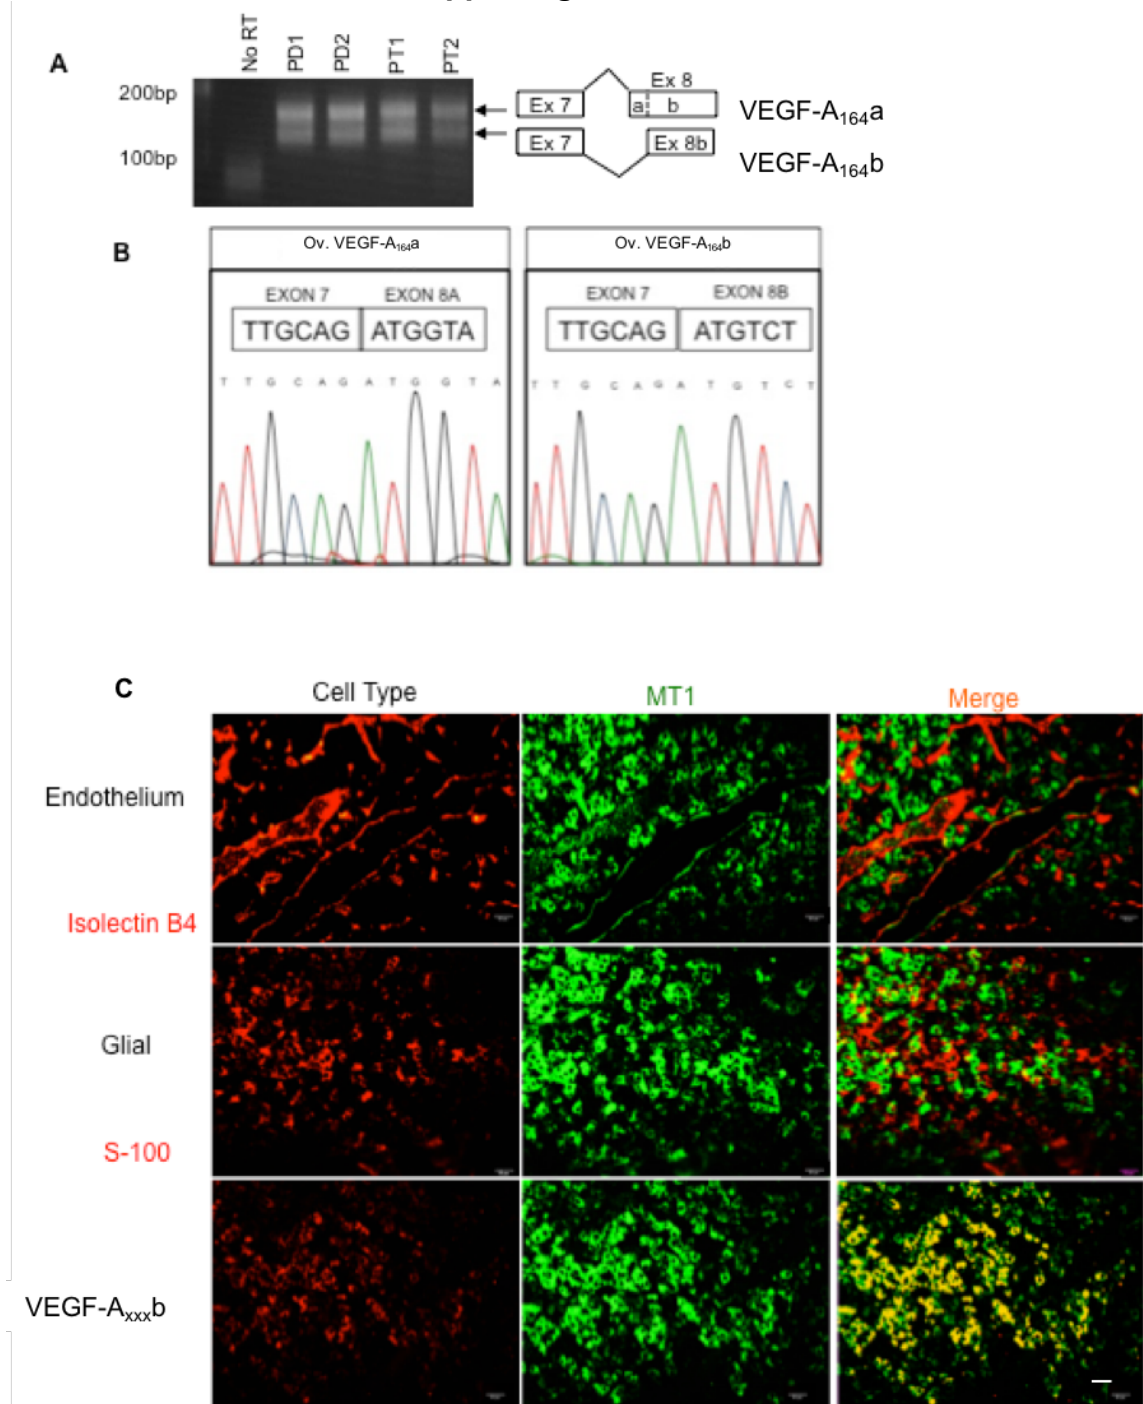 A
No RT PD1 PD2 PT1 PT2
200bp
100bp
Ex 7 Ex 8 a b VEGF-A164a
Ex 7 Ex 8b VEGF-A164b
B
Ov. VEGF-A164a Ov. VEGF-A164b
EXON 7 EXON 8A EXON 7 EXON 8B
TTGCAG ATGGTA TTGCAG ATGTCT
T T G C A G A T G G T A T T G C A G A T G T C T
C
Cell Type MT1 Merge
Endothelium
Isolectin B4
Glial
S-100
VEGF-Axxxb